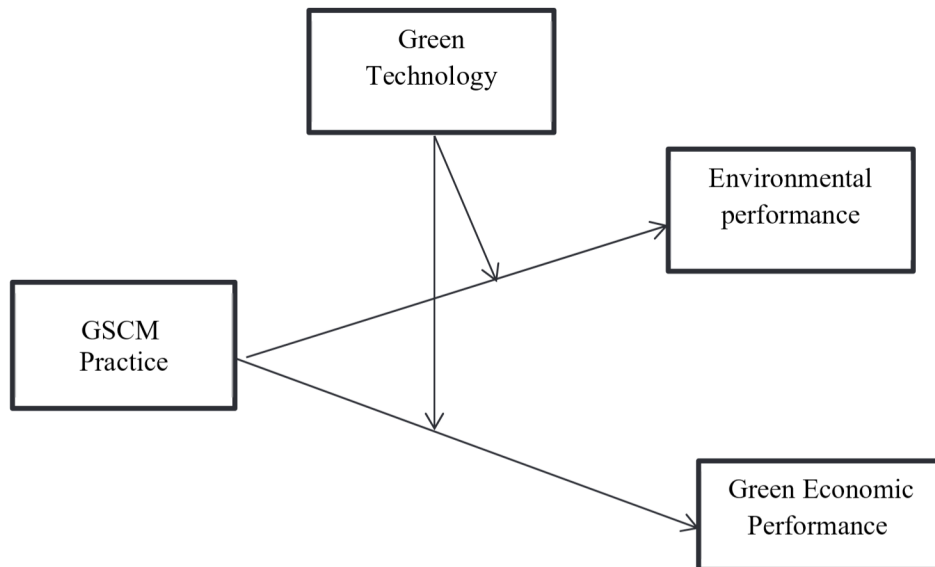 Green
Technology
Environmental
performance
GSCM
Practice
Green Economic
Performance